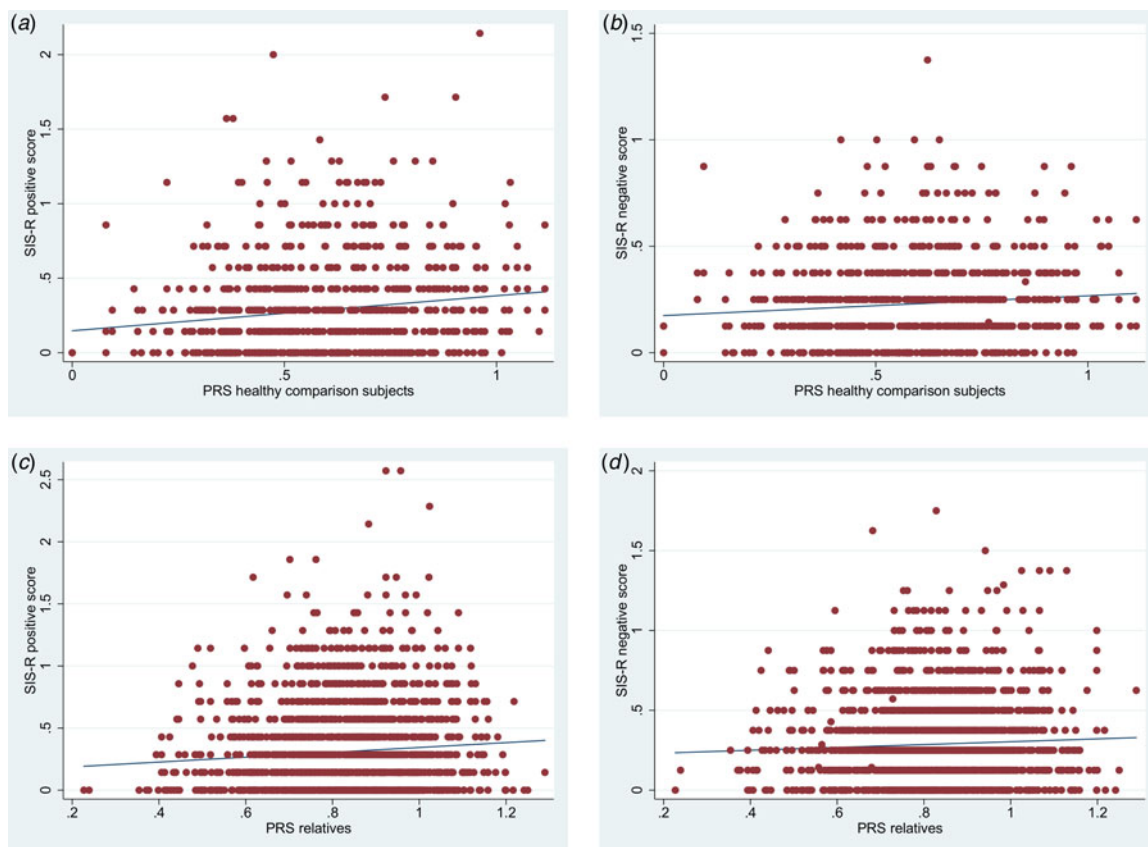 (a)
SIS-R positive score
2
1.5
1
.5
0
0 .5 1
PRS healthy comparison subjects
(b)
SIS-R negative score
1.5
1
.5
0
0 .5 1
PRS healthy comparison subjects
(c)
SIS-R positive score
2.5
2
1.5
1
.5
0
.2 .4 .6 .8 1 1.2
PRS relatives
(d)
SIS-R negative score
2
1.5
1
.5
0
.2 .4 .6 .8 1 1.2
PRS relatives